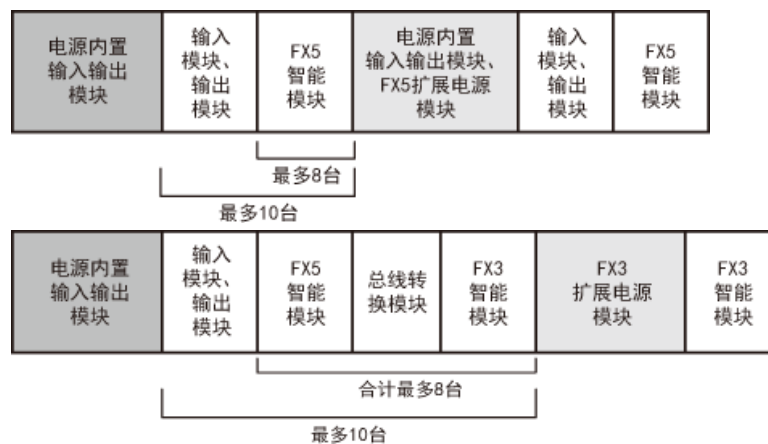 电源内置
输入输出
模块
输入
模块、
输出
模块
FX5
智能
模块
电源内置
输入输出模块、
FX5扩展电源
模块
输入
模块、
输出
模块
FX5
智能
模块
最多8台
最多10台
电源内置
输入输出
模块
输入
模块、
输出
模块
FX5
智能
模块
总线转
换模块
FX3
智能
模块
FX3
扩展电源
模块
FX3
智能
模块
合计最多8台
最多10台